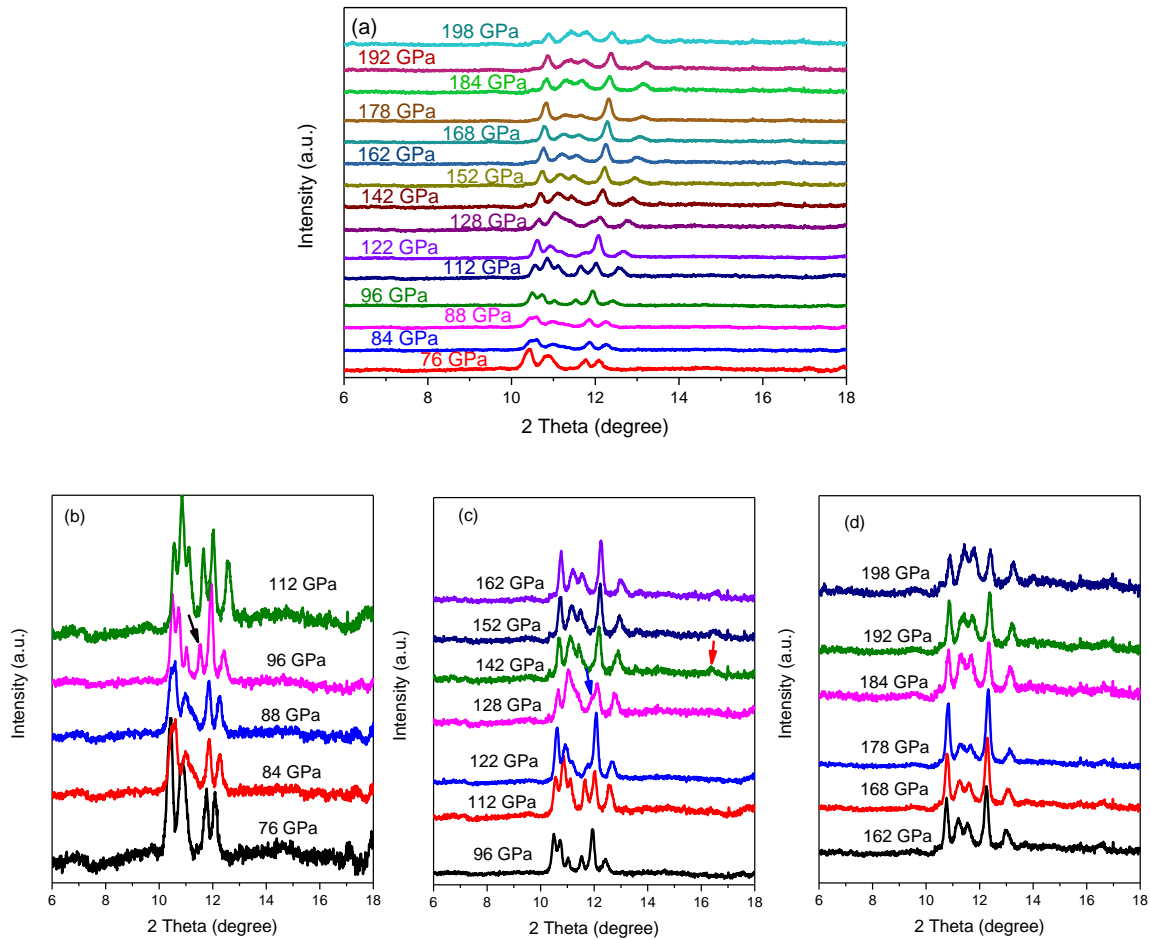 (a)
198 GPa
192 GPa
184 GPa
178 GPa
168 GPa
162 GPa
152 GPa
142 GPa
128 GPa
122 GPa
112 GPa
96 GPa
88 GPa
84 GPa
76 GPa
Intensity (a.u.)
6 8 10 12 14 16 18
2 Theta (degree)
(b)
112 GPa
96 GPa
88 GPa
84 GPa
76 GPa
Intensity (a.u.)
6 8 10 12 14 16 18
2 Theta (degree)
(c)
162 GPa
152 GPa
142 GPa
128 GPa
122 GPa
112 GPa
96 GPa
Intensity (a.u.)
6 8 10 12 14 16 18
2 Theta (degree)
(d)
198 GPa
192 GPa
184 GPa
178 GPa
168 GPa
162 GPa
Intensity (a.u.)
6 8 10 12 14 16 18
2 Theta (degree)